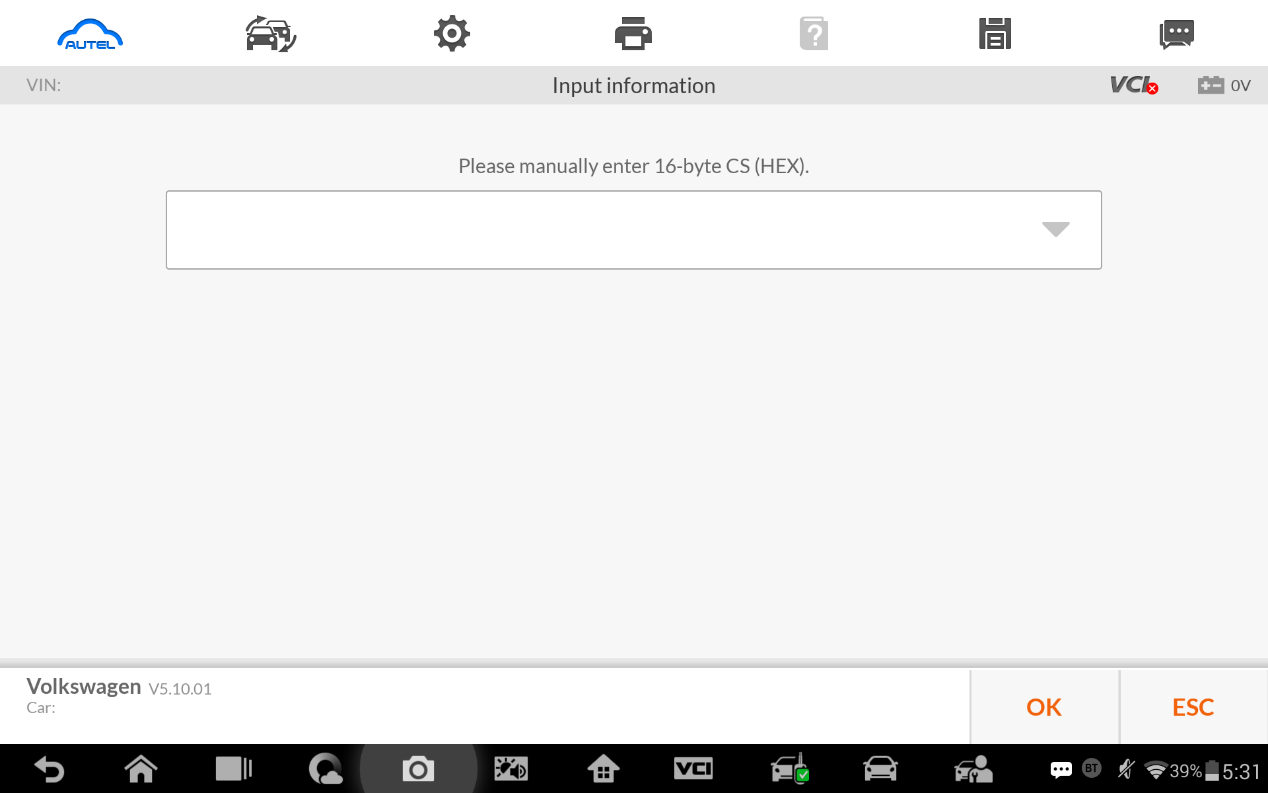 AUTEL
VIN: Input information VCI 0V
Please manually enter 16-byte CS (HEX).
Volkswagen V5.10.01
Car:
OK ESC
VCI BT 39% 5:31